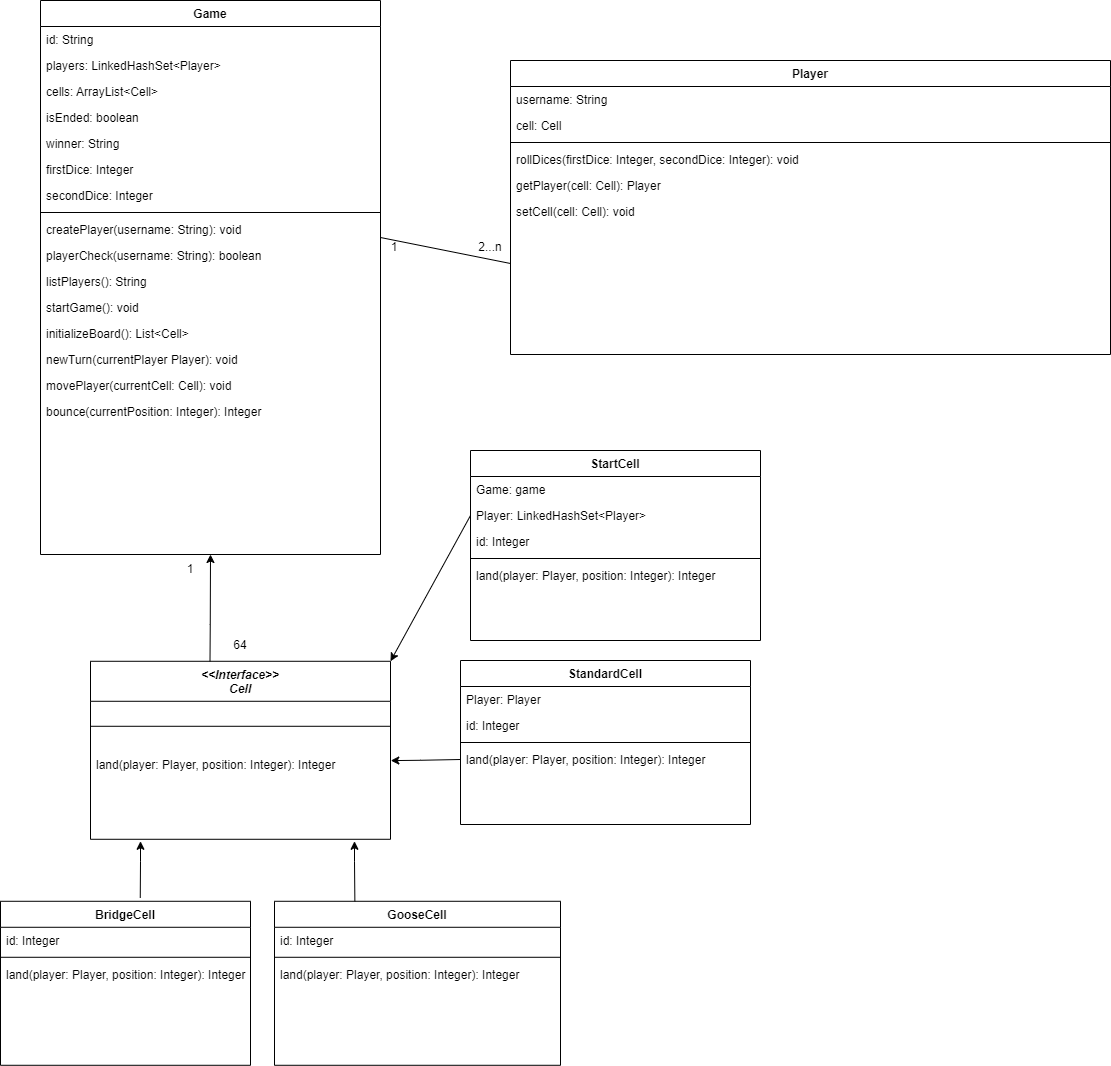 Game
id: String
players: LinkedHashSet<Player>
cells: ArrayList<Cell>
isEnded: boolean
winner: String
firstDice: Integer
secondDice: Integer
createPlayer(username: String): void
playerCheck(username: String): boolean
listPlayers(): String
startGame(): void
initializeBoard(): List<Cell>
newTurn(currentPlayer Player): void
movePlayer(currentCell: Cell): void
bounce(currentPosition: Integer): Integer
Player
username: String
cell: Cell
rollDices(firstDice: Integer, secondDice: Integer): void
getPlayer(cell: Cell): Player
setCell(cell: Cell): void
1
2...n
StartCell
Game: game
Player: LinkedHashSet<Player>
id: Integer
land(player: Player, position: Integer): Integer
1
64
<<Interface>>
Cell
land(player: Player, position: Integer): Integer
StandardCell
Player: Player
id: Integer
land(player: Player, position: Integer): Integer
BridgeCell
id: Integer
land(player: Player, position: Integer): Integer
GooseCell
id: Integer
land(player: Player, position: Integer): Integer